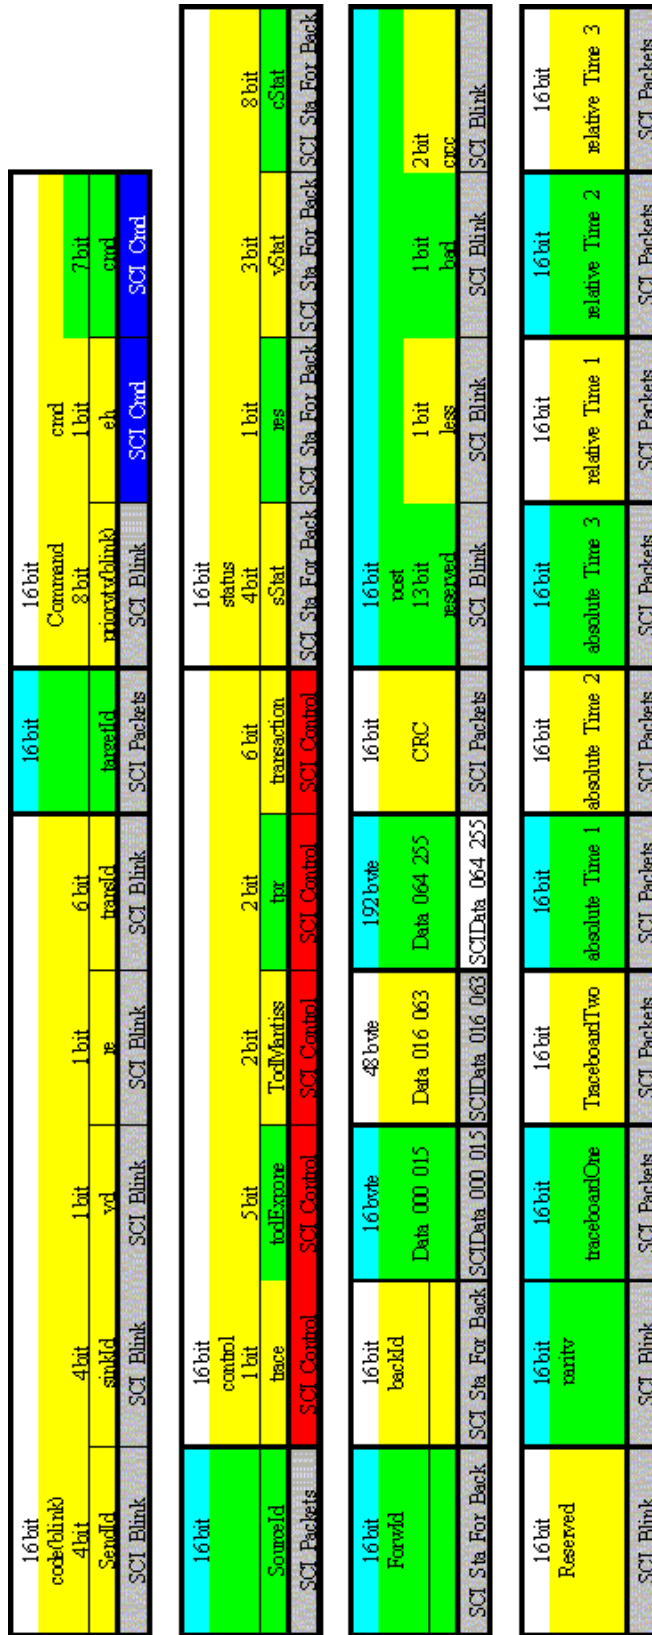 16bit 16bit 16bit
code(blink) Command cmd
4bit 4bit 1bit 1bit 6bit 8bit 1bit 7bit
SendId sinkId vd re transId targetId prioryty(blink) eh cmd
SCI Blink SCI Blink SCI Blink SCI Blink SCI Blink SCI Packets SCI Blink SCI Cmd SCI Cmd
16bit 16bit 16bit
control status
1bit 5bit 2bit 2bit 6bit 4bit 1bit 3bit 8bit
SourceId trace todExpone TodMantiss tpr transaction sStat res vStat cStat
SCI Packets SCI Control SCI Control SCI Control SCI Control SCI Control SCI Sta For Back SCI Sta For Back SCI Sta For Back SCI Sta For Back
16bit 16bit 16byte 48byte 192byte 16bit 16bit
ForwId backId post
Data 000 015 Data 016 063 Data 064 255 CRC 13bit 1bit 1bit 2bit
reserved less bad crcc
SCI Sta For Back SCI Sta For Back SCIData 000 015 SCIData 016 063 SCIData 064 255 SCI Packets SCI Blink SCI Blink SCI Blink SCI Blink
16bit 16bit 16bit 16bit 16bit 16bit 16bit 16bit 16bit 16bit
Reserved rarity
traceboardOne TraceboardTwo absolute Time 1 absolute Time 2 absolute Time 3 relative Time 1 relative Time 2 relative Time 3
SCI Blink SCI Blink SCI Packets SCI Packets SCI Packets SCI Packets SCI Packets SCI Packets SCI Packets SCI Packets